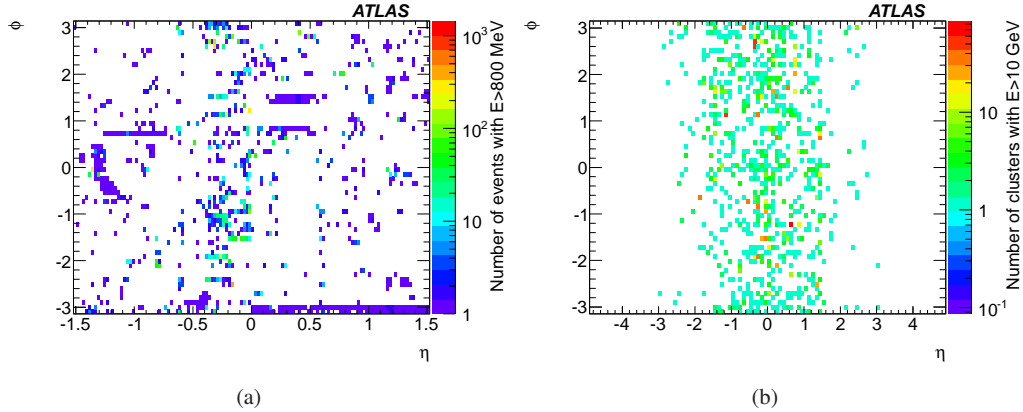 ATLAS
ϕ
3
2
1
0
-1
-2
-3
-1.5 -1 -0.5 0 0.5 1 1.5
η
10³
10²
10
1
Number of events with E>800 MeV
(a)
ATLAS
ϕ
3
2
1
0
-1
-2
-3
-4 -3 -2 -1 0 1 2 3 4
η
10
1
10⁻¹
Number of clusters with E>10 GeV
(b)